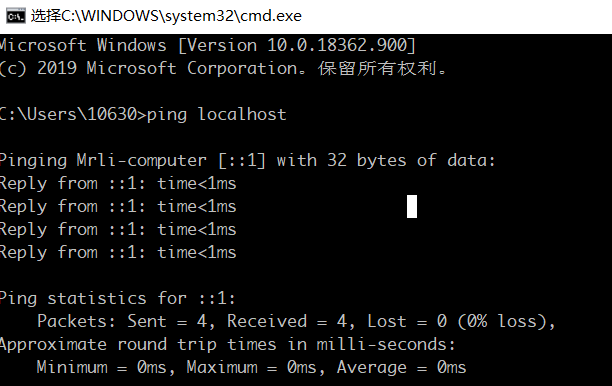 选择C:\WINDOWS\system32\cmd.exe
Microsoft Windows [Version 10.0.18362.900]
(c) 2019 Microsoft Corporation。保留所有权利。
C:\Users\10630>ping localhost
Pinging Mrli-computer [::1] with 32 bytes of data:
Reply from ::1: time<1ms
Reply from ::1: time<1ms
Reply from ::1: time<1ms
Reply from ::1: time<1ms
Ping statistics for ::1:
Packets: Sent = 4, Received = 4, Lost = 0 (0% loss),
Approximate round trip times in milli-seconds:
Minimum = 0ms, Maximum = 0ms, Average = 0ms